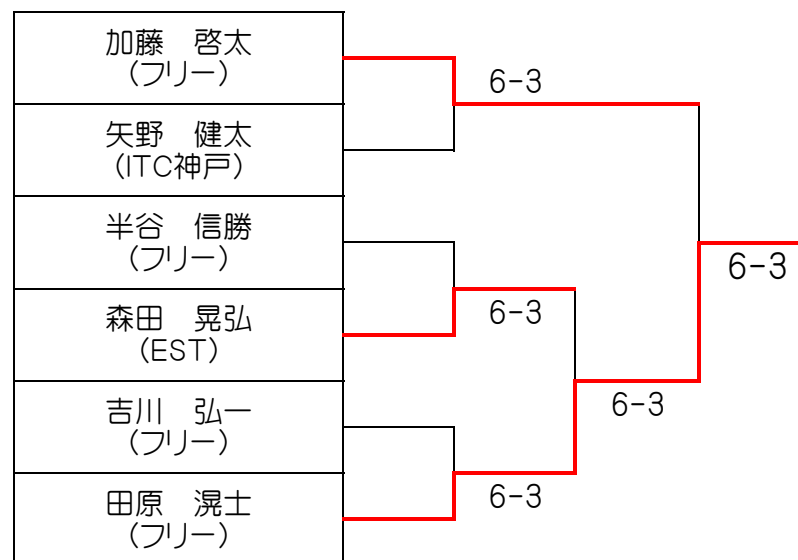 加藤　啓太
(フリー)
6-3
矢野　健太
(ITC神戸)
半谷　信勝
(フリー)
6-3
森田　晃弘
(EST)
6-3
6-3
吉川　弘一
(フリー)
田原　滉士
(フリー)
6-3